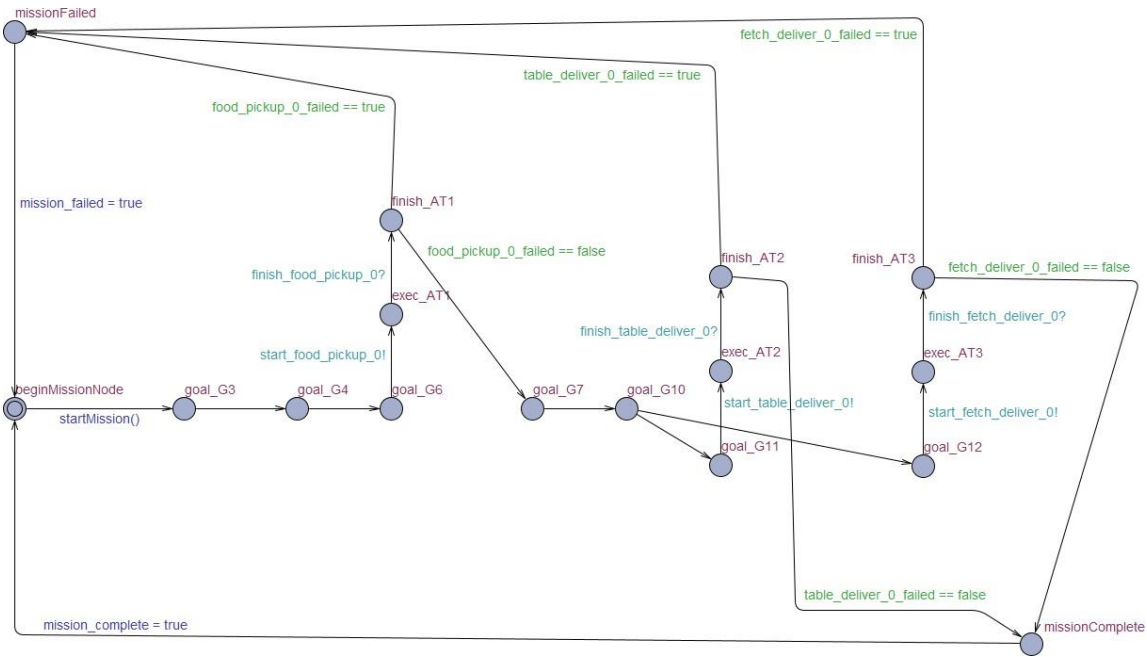 missionFailed
fetch_deliver_0_failed == true
table_deliver_0_failed == true
food_pickup_0_failed == true
mission_failed = true
finish_AT1
food_pickup_0_failed == false
finish_AT2
finish_AT3
fetch_deliver_0_failed == false
finish_food_pickup_0?
exec_AT1
finish_fetch_deliver_0?
finish_table_deliver_0?
start_food_pickup_0!
exec_AT2
exec_AT3
beginMissionNode
goal_G3
goal_G4
goal_G6
goal_G7
goal_G10
start_table_deliver_0!
start_fetch_deliver_0!
startMission()
goal_G11
goal_G12
table_deliver_0_failed == false
mission_complete = true
missionComplete